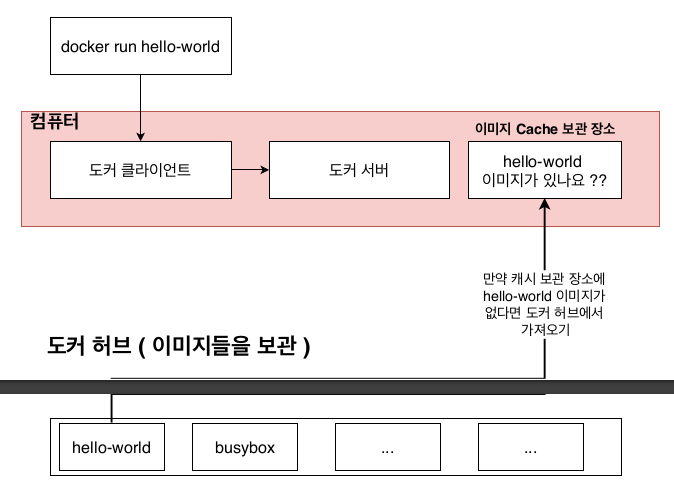 docker run hello-world
컴퓨터
이미지 Cache 보관 장소
도커 클라이언트
도커 서버
hello-world
이미지가 있나요 ??
만약 캐시 보관 장소에
hello-world 이미지가
없다면 도커 허브에서
가져오기
도커 허브 ( 이미지들을 보관 )
hello-world
busybox
...
...